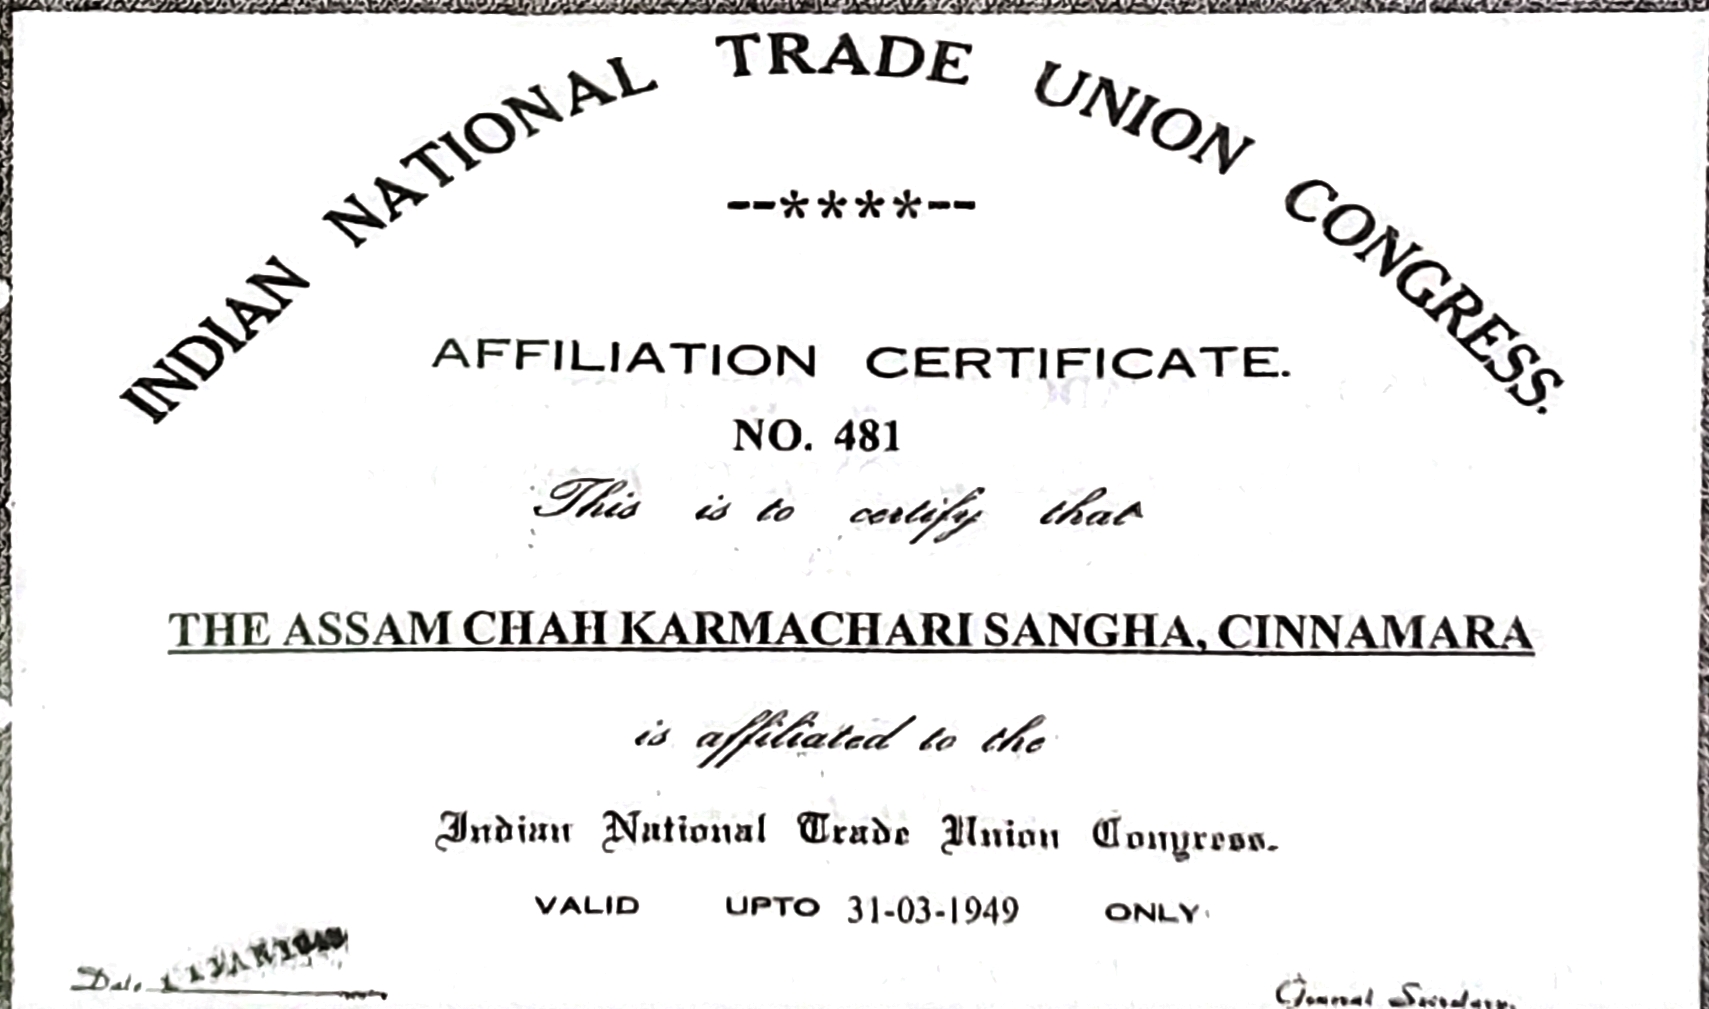 INDIAN NATIONAL TRADE UNION CONGRESS.
--****--
AFFILIATION CERTIFICATE.
NO. 481
This is to certify that
THE ASSAM CHAH KARMACHARI SANGHA, CINNAMARA
is affiliated to the
Indian National Trade Union Congress.
VALID UPTO 31-03-1949 ONLY
Date
General Secretary.